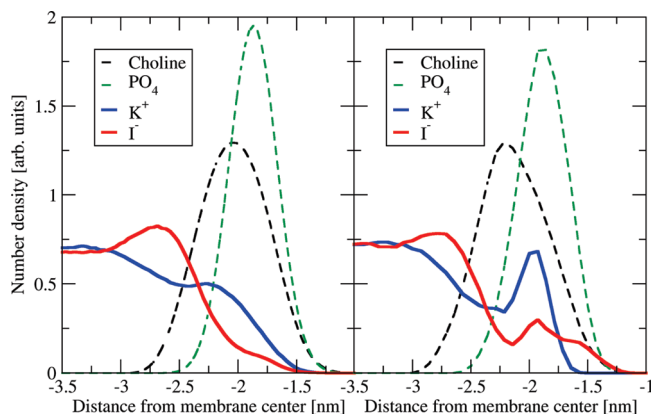 2
1.5
1
0.5
0
Number density [arb. units]
Choline
PO4
K+
I-
Choline
PO4
K+
I-
-3.5 -3 -2.5 -2 -1.5 -3.5 -3 -2.5 -2 -1.5 -1
Distance from membrane center [nm] Distance from membrane center [nm]